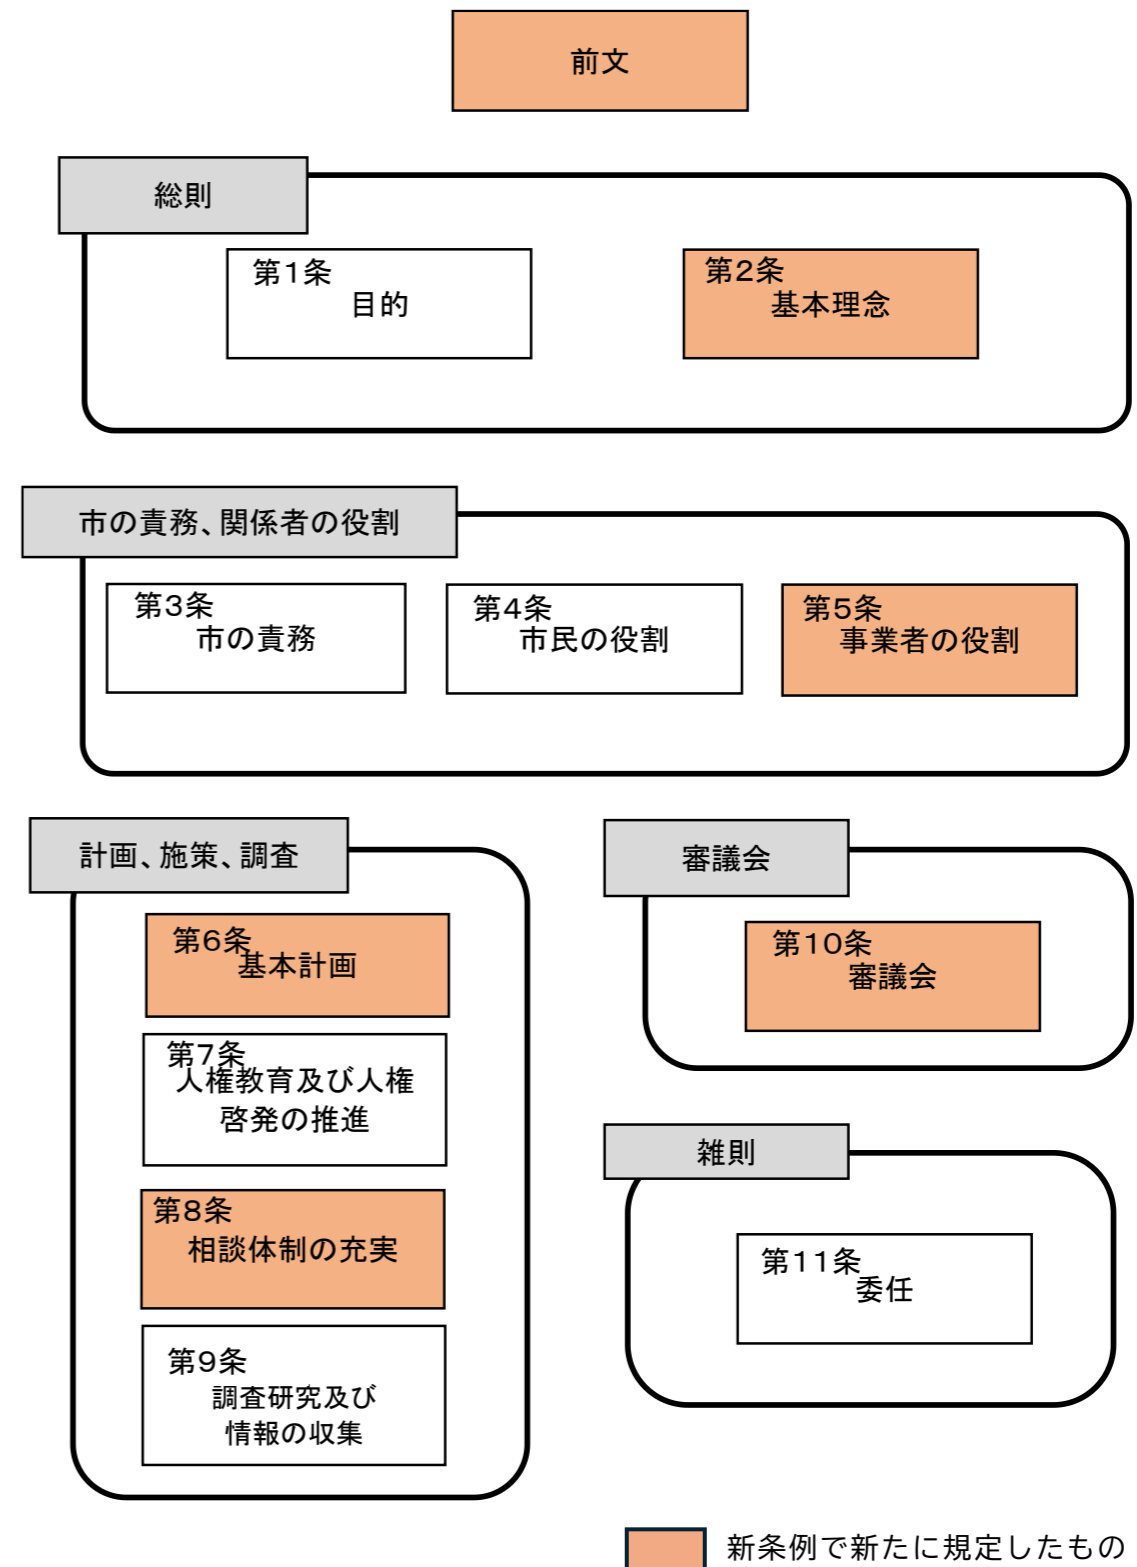 前文
総則
第1条
目的
第2条
基本理念
市の責務、関係者の役割
第3条
市の責務
第4条
市民の役割
第5条
事業者の役割
計画、施策、調査
第6条
基本計画
第7条
人権教育及び人権
啓発の推進
第8条
相談体制の充実
第9条
調査研究及び
情報の収集
審議会
第10条
審議会
雑則
第11条
委任
新条例で新たに規定したもの